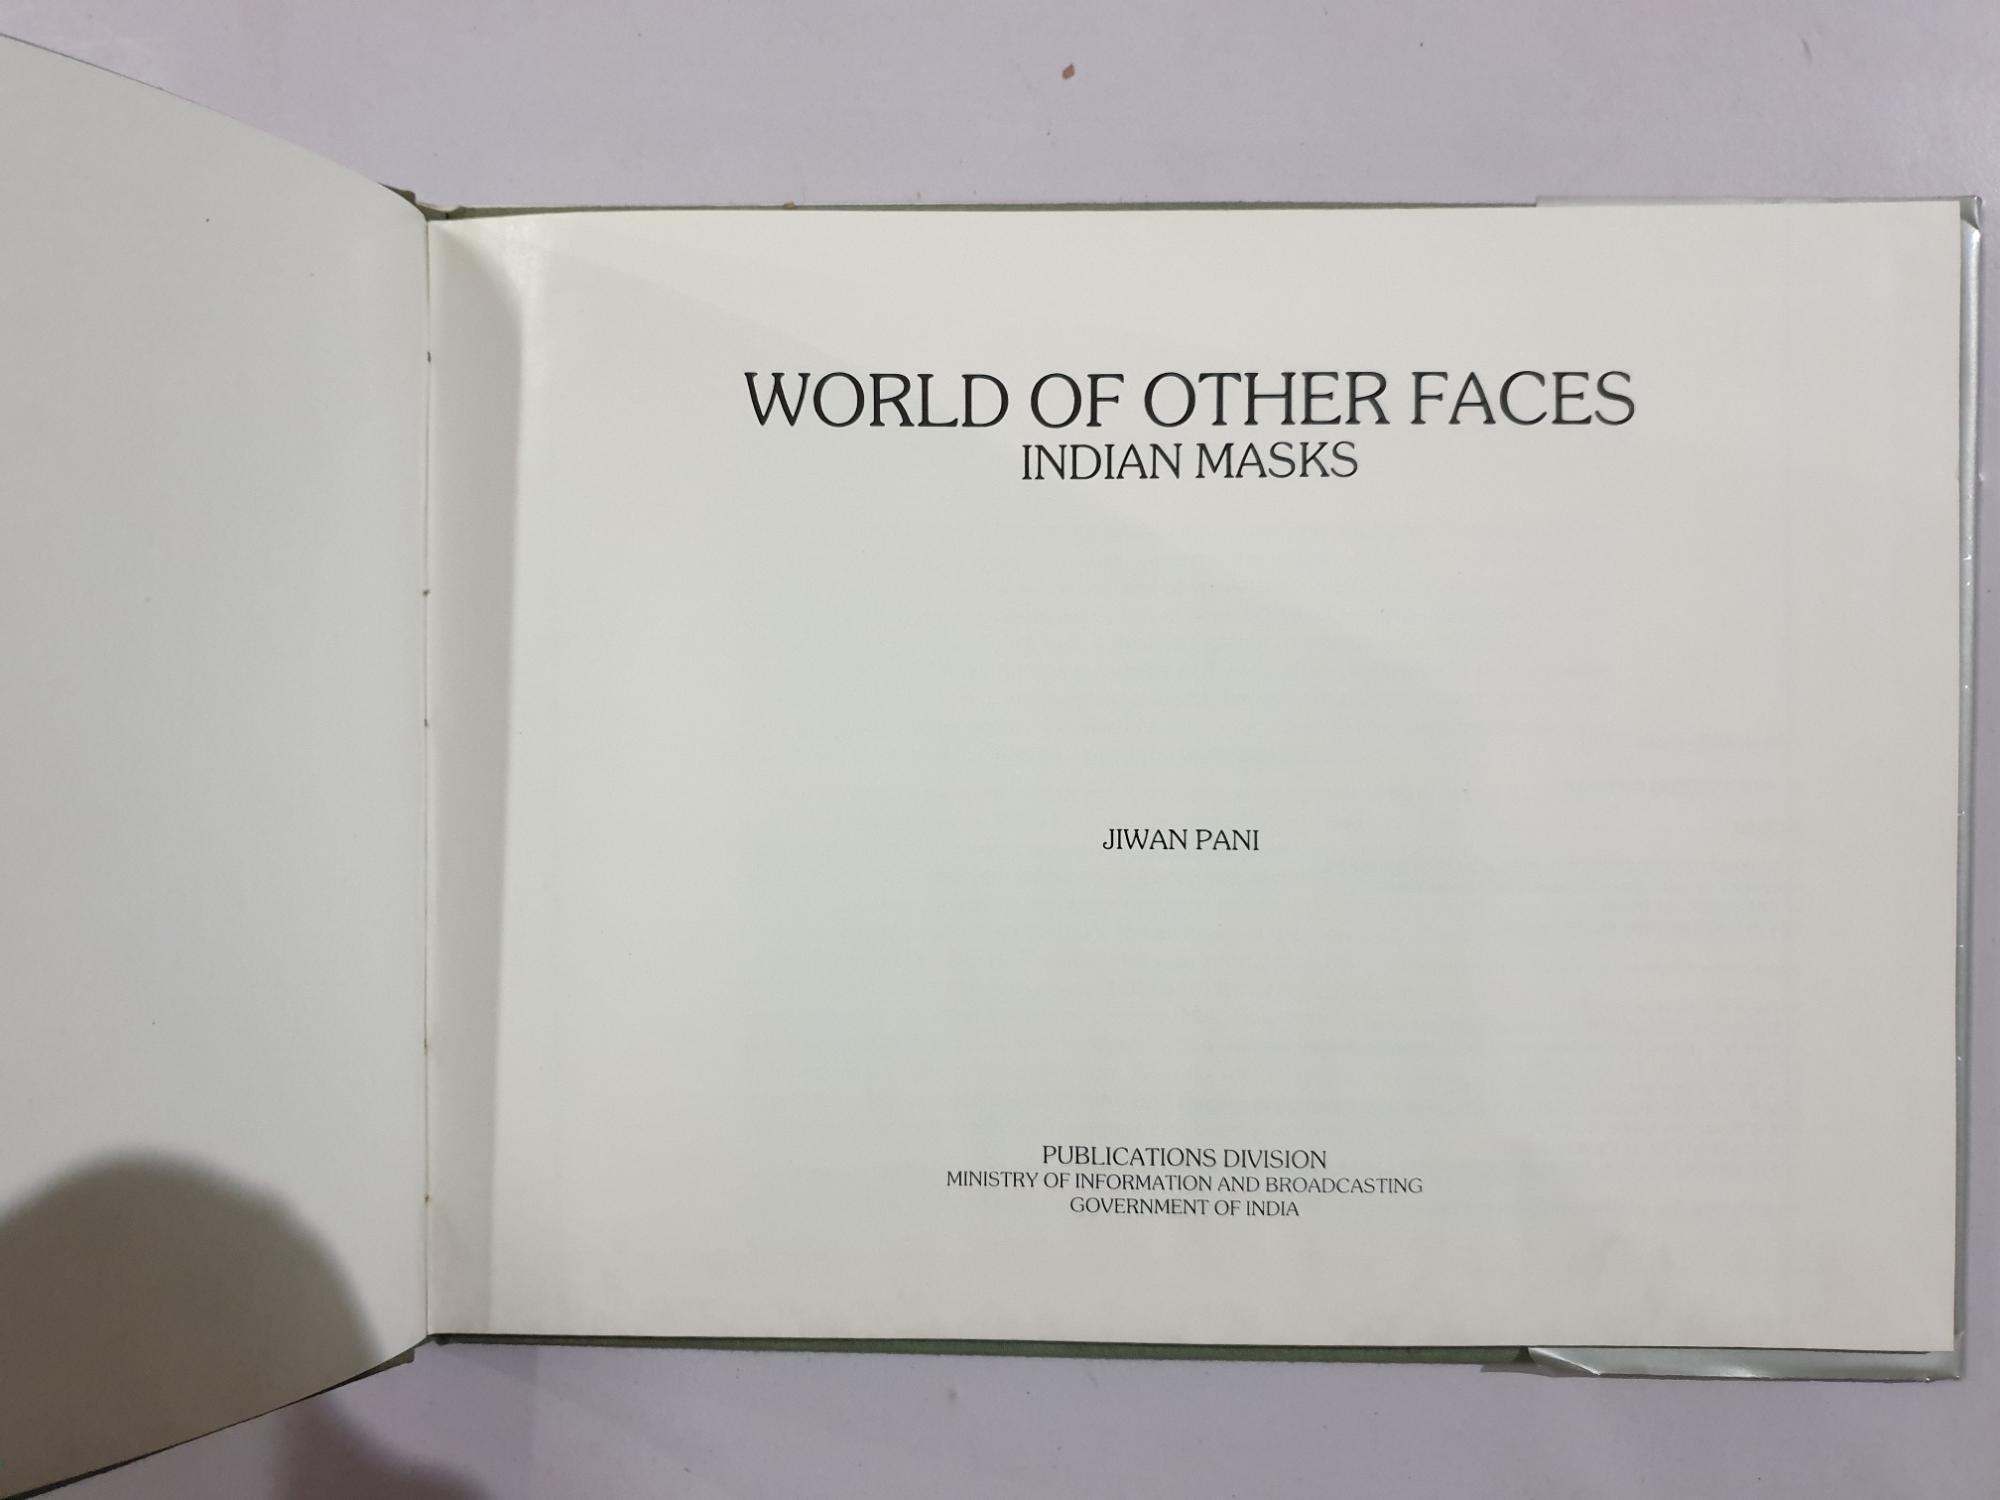 WORLD OF OTHER FACES
INDIAN MASKS
JIWAN PANI
PUBLICATIONS DIVISION
MINISTRY OF INFORMATION AND BROADCASTING
GOVERNMENT OF INDIA